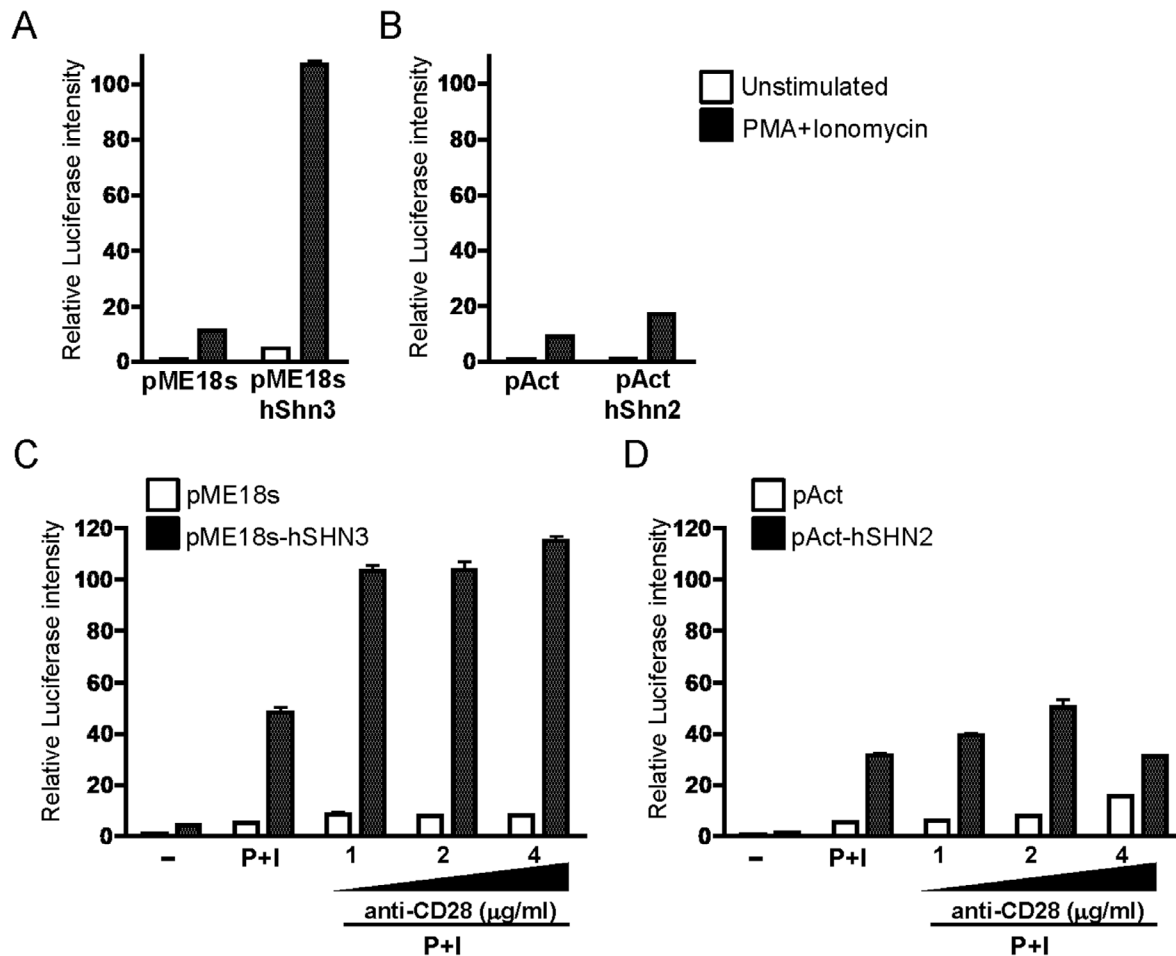 A
Relative Luciferase intensity
100
80
60
40
20
0
pME18s
pME18s
hShn3
B
Relative Luciferase intensity
100
80
60
40
20
0
pAct
pAct
hShn2
Unstimulated
PMA+Ionomycin
C
pME18s
pME18s-hSHN3
Relative Luciferase intensity
120
100
80
60
40
20
0
– P+I 1 2 4
anti-CD28 (μg/ml)
P+I
D
pAct
pAct-hSHN2
Relative Luciferase intensity
120
100
80
60
40
20
0
– P+I 1 2 4
anti-CD28 (μg/ml)
P+I